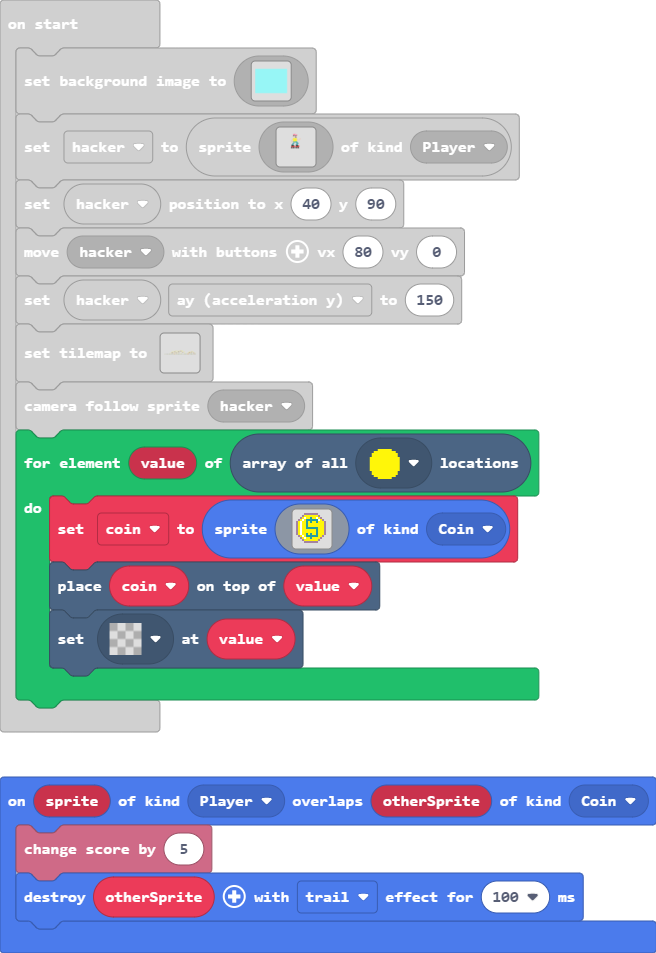 on start
set background image to
set hacker to sprite of kind Player
set hacker position to x 40 y 90
move hacker with buttons vx 80 vy 0
set hacker ay (acceleration y) to 150
set tilemap to
camera follow sprite hacker
for element value of array of all locations
do
set coin to sprite $ of kind Coin
place coin on top of value
set at value
on sprite of kind Player overlaps otherSprite of kind Coin
change score by 5
destroy otherSprite with trail effect for 100 ms